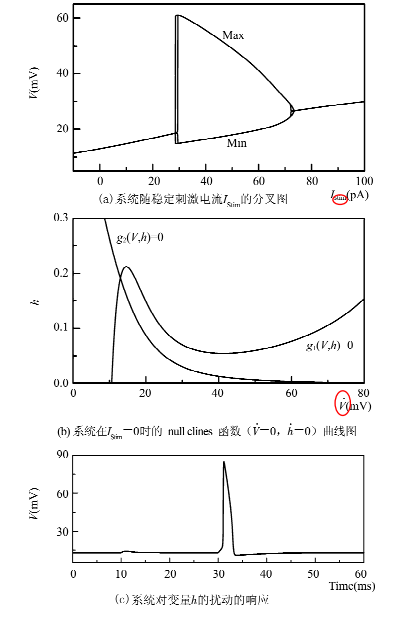 60
40
20
V(mV)
Max
Min
0 20 40 60 80 100
I_Stim(pA)
(a) 系统随稳定刺激电流I_Stim的分叉图
0.3
0.2
0.1
0.0
h
g₂(V,h)=0
g₁(V,h)=0
0 20 40 60 80
V̇(mV)
(b) 系统在I_Stim=0时的 null clines 函数（V̇=0，ḣ=0）曲线图
90
60
30
V(mV)
0 10 20 30 40 50 60
Time(ms)
(c) 系统对变量h的扰动的响应